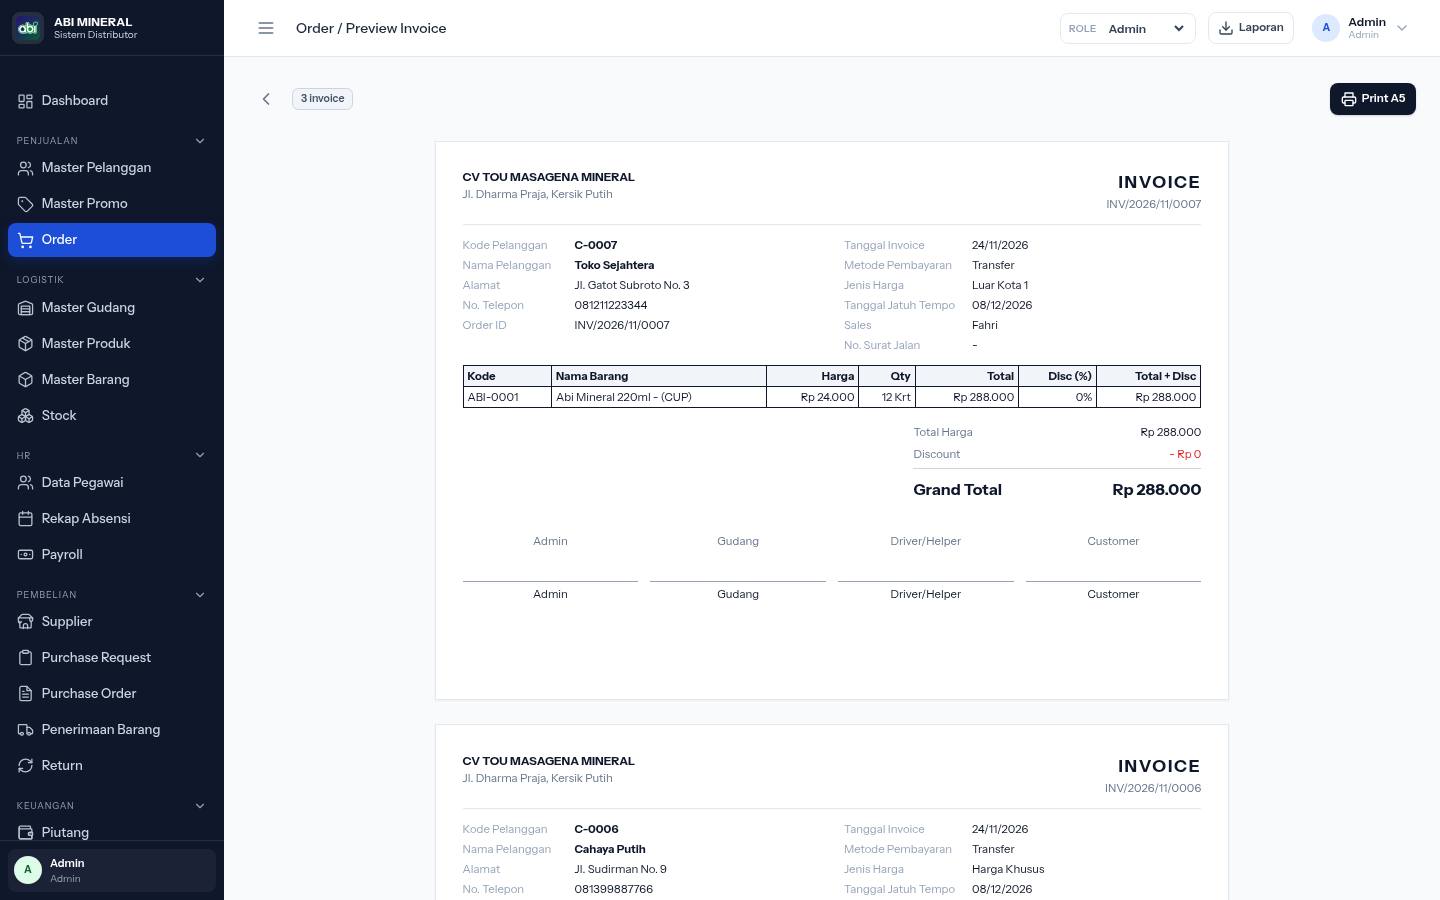 abi
ABI MINERAL
Sistem Distributor
Dashboard
PENJUALAN
Master Pelanggan
Master Promo
Order
LOGISTIK
Master Gudang
Master Produk
Master Barang
Stock
HR
Data Pegawai
Rekap Absensi
Payroll
PEMBELIAN
Supplier
Purchase Request
Purchase Order
Penerimaan Barang
Return
KEUANGAN
Piutang
A Admin
Admin
Order / Preview Invoice
ROLE Admin
Laporan
A Admin
Admin
3 invoice
Print A5
CV TOU MASAGENA MINERAL
Jl. Dharma Praja, Kersik Putih
INVOICE
INV/2026/11/0007
Kode Pelanggan C-0007
Nama Pelanggan Toko Sejahtera
Alamat Jl. Gatot Subroto No. 3
No. Telepon 081211223344
Order ID INV/2026/11/0007
Tanggal Invoice 24/11/2026
Metode Pembayaran Transfer
Jenis Harga Luar Kota 1
Tanggal Jatuh Tempo 08/12/2026
Sales Fahri
No. Surat Jalan -
Kode Nama Barang Harga Qty Total Disc (%) Total + Disc
ABI-0001 Abi Mineral 220ml - (CUP) Rp 24.000 12 Krt Rp 288.000 0% Rp 288.000
Total Harga Rp 288.000
Discount - Rp 0
Grand Total Rp 288.000
Admin Gudang Driver/Helper Customer
Admin Gudang Driver/Helper Customer
CV TOU MASAGENA MINERAL
Jl. Dharma Praja, Kersik Putih
INVOICE
INV/2026/11/0006
Kode Pelanggan C-0006
Nama Pelanggan Cahaya Putih
Alamat Jl. Sudirman No. 9
No. Telepon 081399887766
Tanggal Invoice 24/11/2026
Metode Pembayaran Transfer
Jenis Harga Harga Khusus
Tanggal Jatuh Tempo 08/12/2026